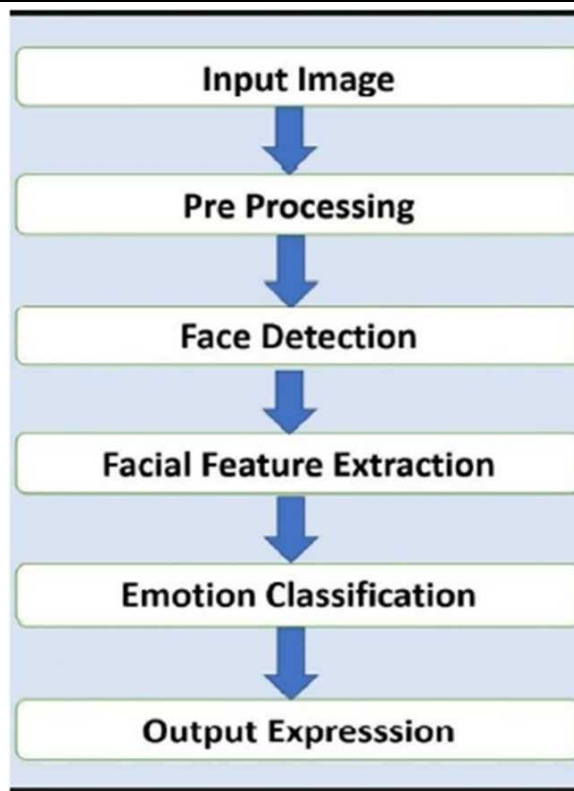 Input Image
Pre Processing
Face Detection
Facial Feature Extraction
Emotion Classification
Output Expresssion